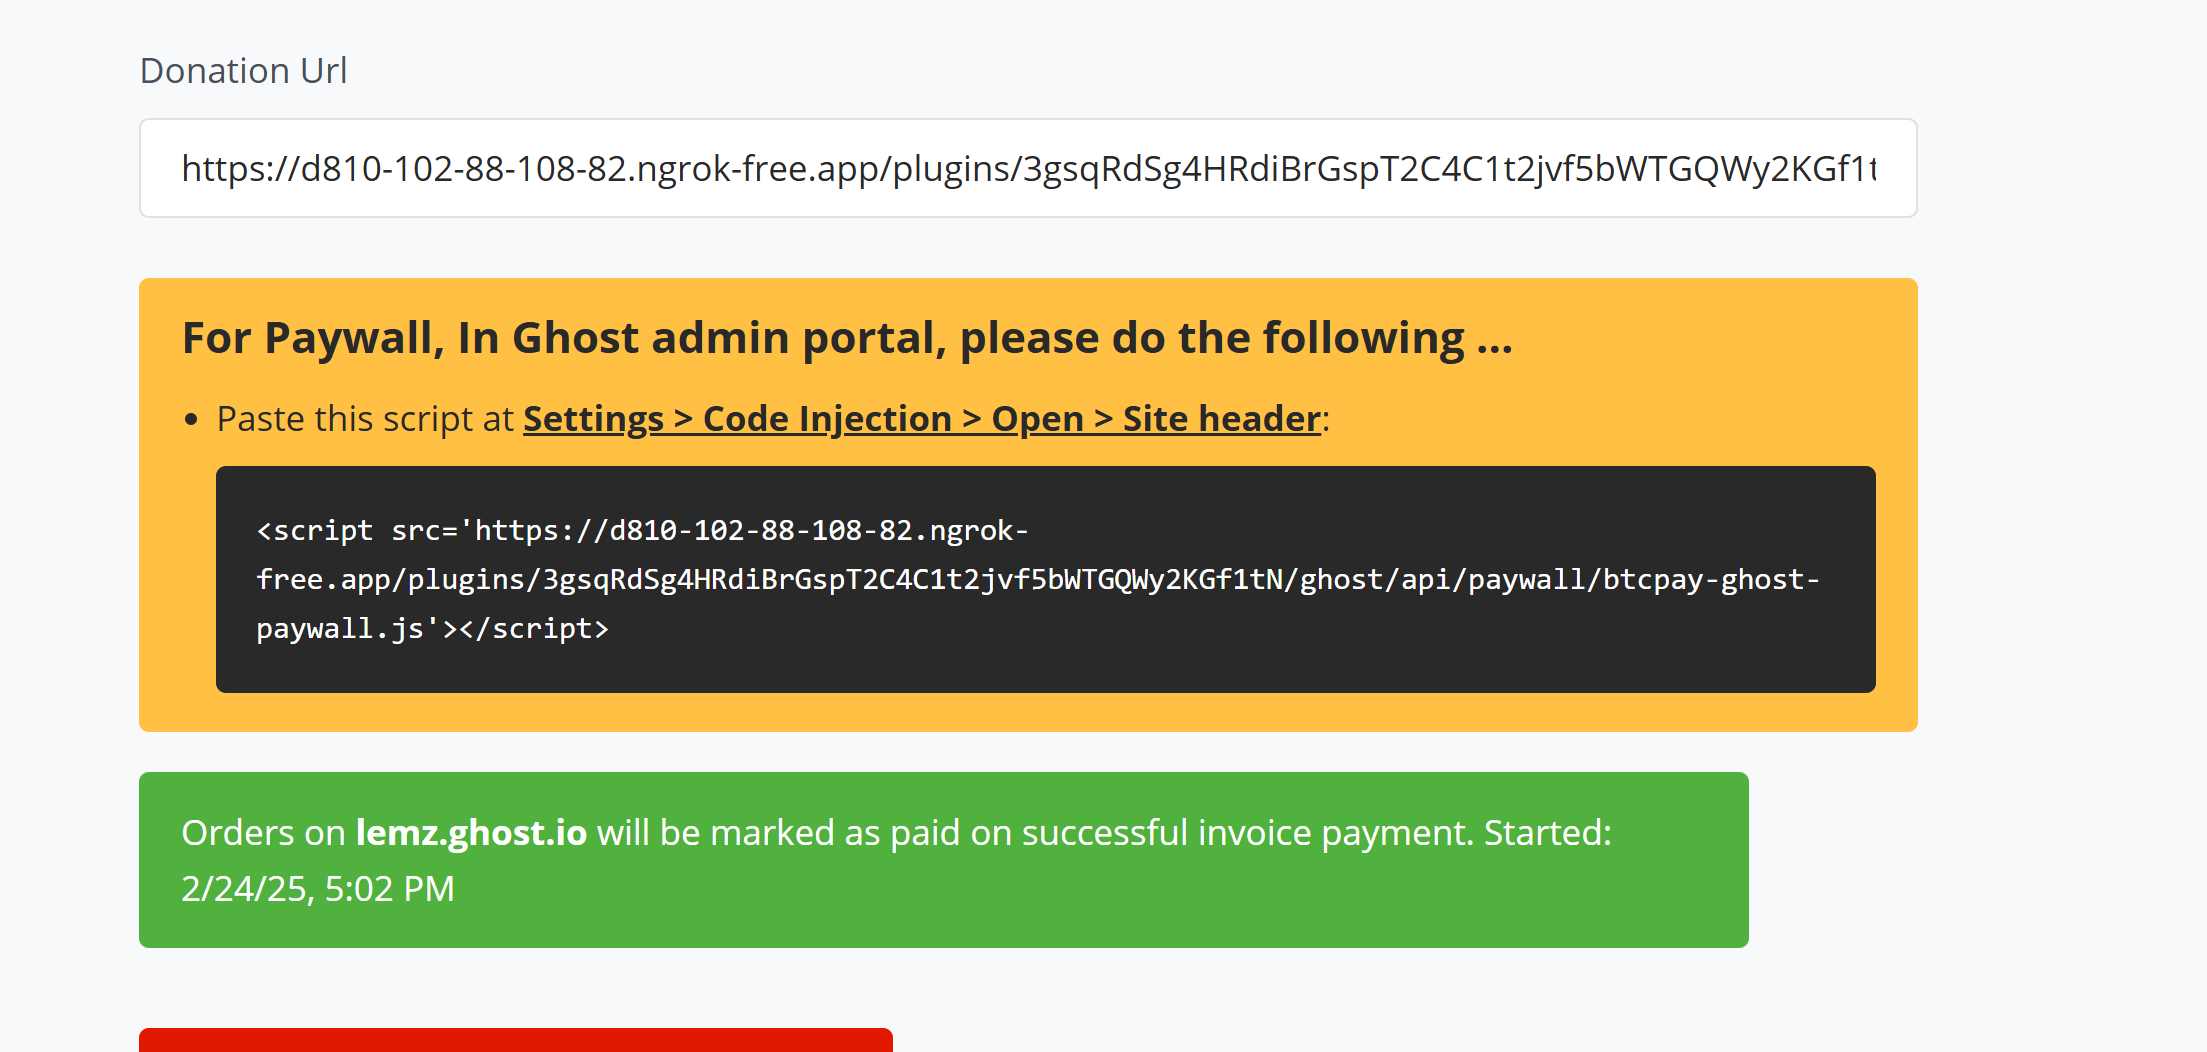 Donation Url
https://d810-102-88-108-82.ngrok-free.app/plugins/3gsqRdSg4HRdiBrGspT2C4C1t2jvf5bWTGQWy2KGf1t
For Paywall, In Ghost admin portal, please do the following ...
• Paste this script at Settings > Code Injection > Open > Site header:
<script src='https://d810-102-88-108-82.ngrok-
free.app/plugins/3gsqRdSg4HRdiBrGspT2C4C1t2jvf5bWTGQWy2KGf1tN/ghost/api/paywall/btcpay-ghost-
paywall.js'></script>
Orders on lemz.ghost.io will be marked as paid on successful invoice payment. Started:
2/24/25, 5:02 PM